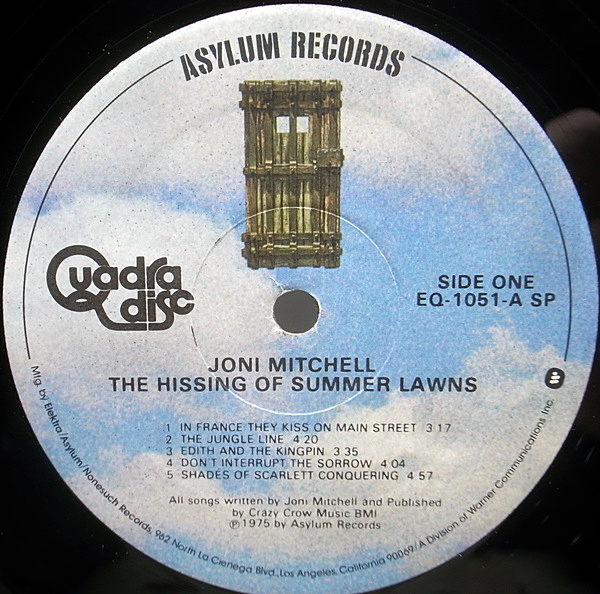 ASYLUM RECORDS
Quadra
disc
SIDE ONE
EQ-1051-A SP
JONI MITCHELL
THE HISSING OF SUMMER LAWNS
1 IN FRANCE THEY KISS ON MAIN STREET 3 17
2 THE JUNGLE LINE 4 20
3 EDITH AND THE KINGPIN 3 35
4 DON'T INTERRUPT THE SORROW 4 04
5 SHADES OF SCARLETT CONQUERING 4 57
All songs written by Joni Mitchell and Published
by Crazy Crow Music BMI
℗ 1975 by Asylum Records
Mfg. by Elektra/Asylum/Nonesuch Records, 962 North La Cienega Blvd., Los Angeles, California 90069/A Division of Warner Communications Inc.